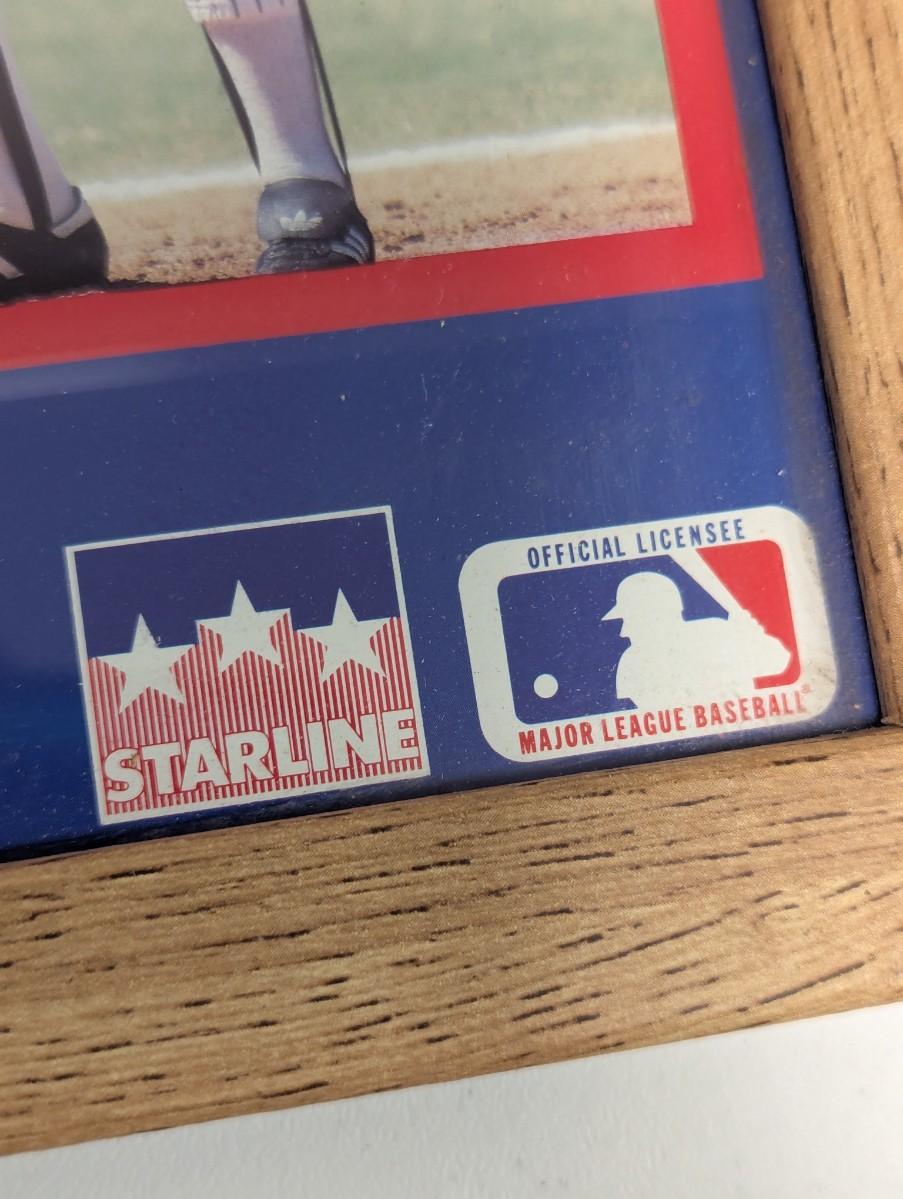 STARLINE
OFFICIAL LICENSEE
MAJOR LEAGUE BASEBALL®